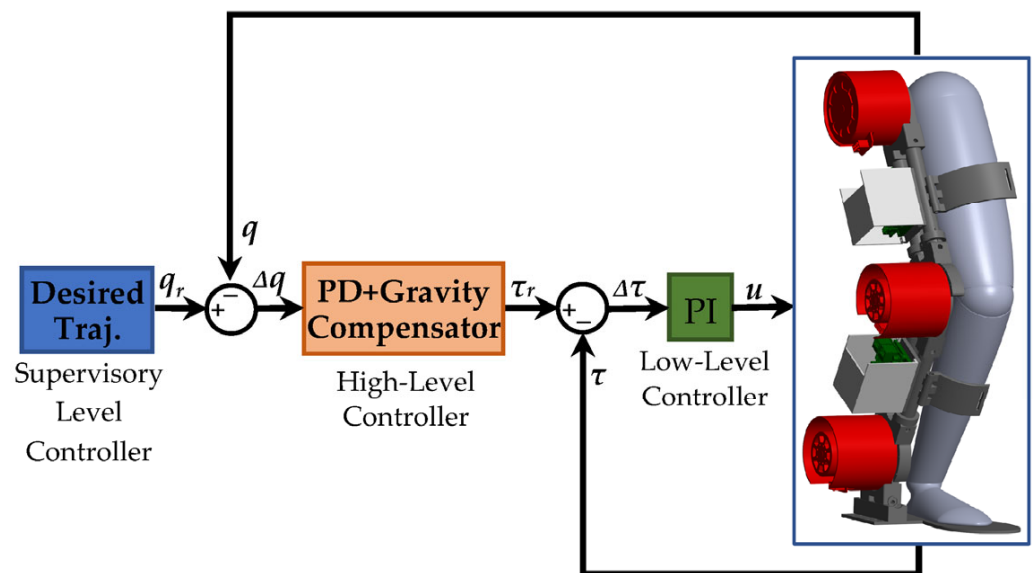 q
Desired
Traj.
q_r
−
+
Δq
PD+Gravity
Compensator
τ_r
+
−
Δτ
PI
u
τ
Supervisory
Level
Controller
High-Level
Controller
Low-Level
Controller